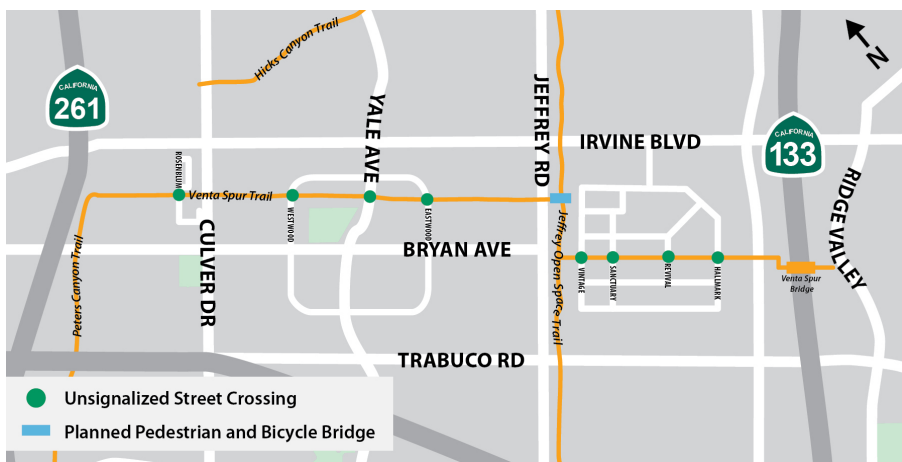 Hicks Canyon Trail
N
CALIFORNIA
261
YALE AVE
JEFFREY RD
IRVINE BLVD
CALIFORNIA
133
ROSENBLUM
Venta Spur Trail
WESTWOOD
EASTWOOD
CULVER DR
BRYAN AVE
Jeffrey Open Space Trail
VINTAGE
SANCTUARY
REVIVAL
HALLMARK
RIDGE VALLEY
Venta Spur
Bridge
Peters Canyon Trail
TRABUCO RD
Unsignalized Street Crossing
Planned Pedestrian and Bicycle Bridge